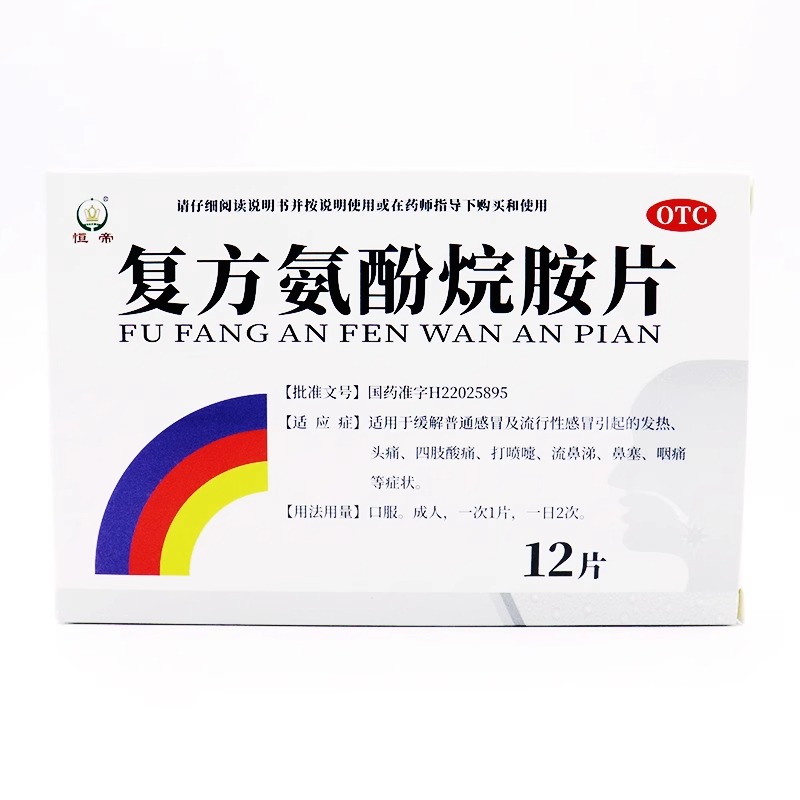 请仔细阅读说明书并按说明使用或在药师指导下购买和使用
OTC
®
恒帝
复方氨酚烷胺片
FU FANG AN FEN WAN AN PIAN
【批准文号】国药准字H22025895
【适应症】适用于缓解普通感冒及流行性感冒引起的发热、
头痛、四肢酸痛、打喷嚏、流鼻涕、鼻塞、咽痛
等症状。
【用法用量】口服。成人，一次1片，一日2次。
12片